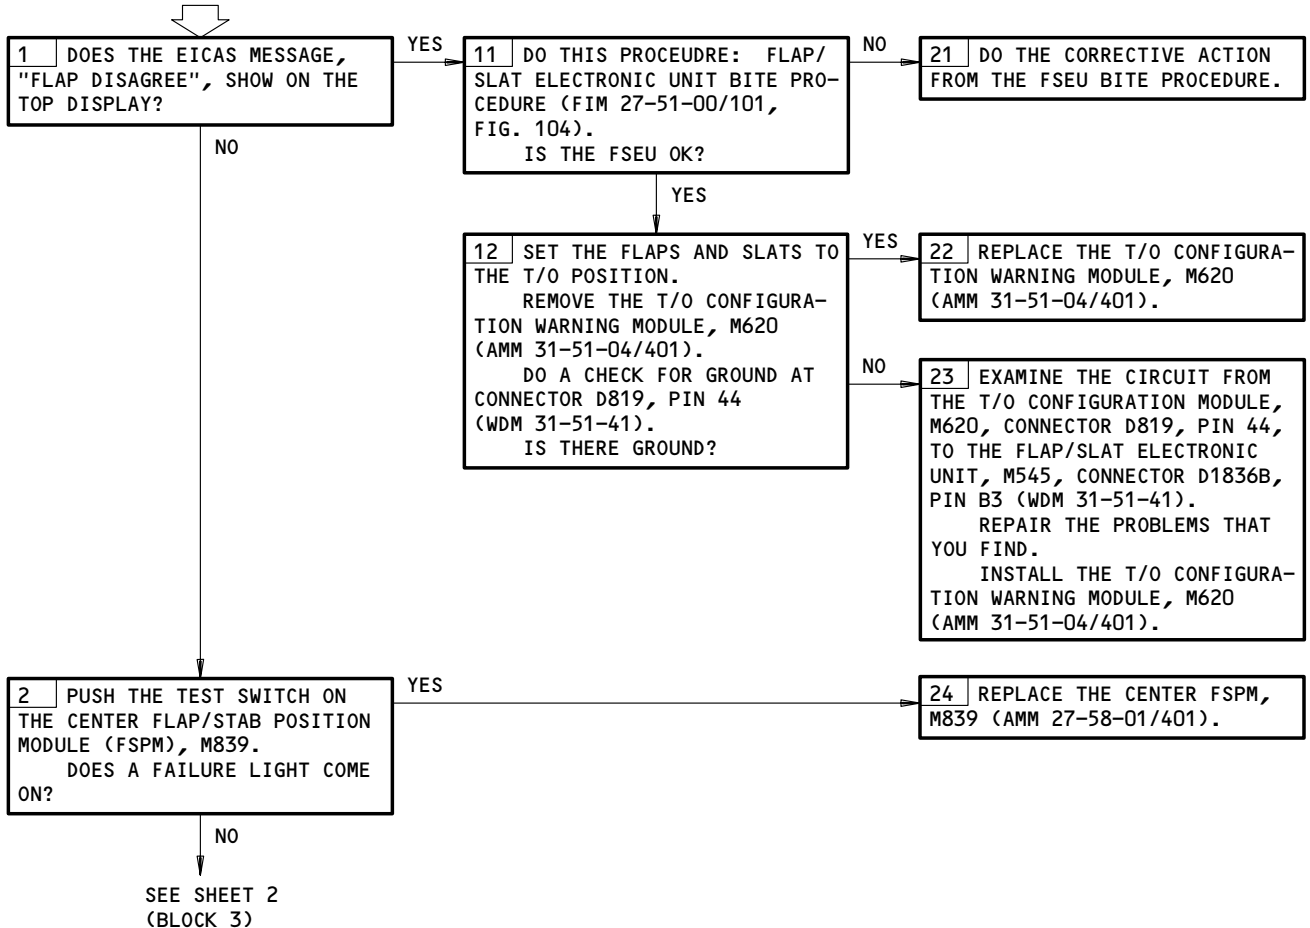 1 DOES THE EICAS MESSAGE,
"FLAP DISAGREE", SHOW ON THE
TOP DISPLAY?
YES
NO
11 DO THIS PROCEUDRE: FLAP/
SLAT ELECTRONIC UNIT BITE PRO-
CEDURE (FIM 27-51-00/101,
FIG. 104).
IS THE FSEU OK?
NO
YES
21 DO THE CORRECTIVE ACTION
FROM THE FSEU BITE PROCEDURE.
12 SET THE FLAPS AND SLATS TO
THE T/O POSITION.
REMOVE THE T/O CONFIGURA-
TION WARNING MODULE, M620
(AMM 31-51-04/401).
DO A CHECK FOR GROUND AT
CONNECTOR D819, PIN 44
(WDM 31-51-41).
IS THERE GROUND?
YES
NO
22 REPLACE THE T/O CONFIGURA-
TION WARNING MODULE, M620
(AMM 31-51-04/401).
23 EXAMINE THE CIRCUIT FROM
THE T/O CONFIGURATION MODULE,
M620, CONNECTOR D819, PIN 44,
TO THE FLAP/SLAT ELECTRONIC
UNIT, M545, CONNECTOR D1836B,
PIN B3 (WDM 31-51-41).
REPAIR THE PROBLEMS THAT
YOU FIND.
INSTALL THE T/O CONFIGURA-
TION WARNING MODULE, M620
(AMM 31-51-04/401).
2 PUSH THE TEST SWITCH ON
THE CENTER FLAP/STAB POSITION
MODULE (FSPM), M839.
DOES A FAILURE LIGHT COME
ON?
YES
NO
24 REPLACE THE CENTER FSPM,
M839 (AMM 27-58-01/401).
SEE SHEET 2
(BLOCK 3)